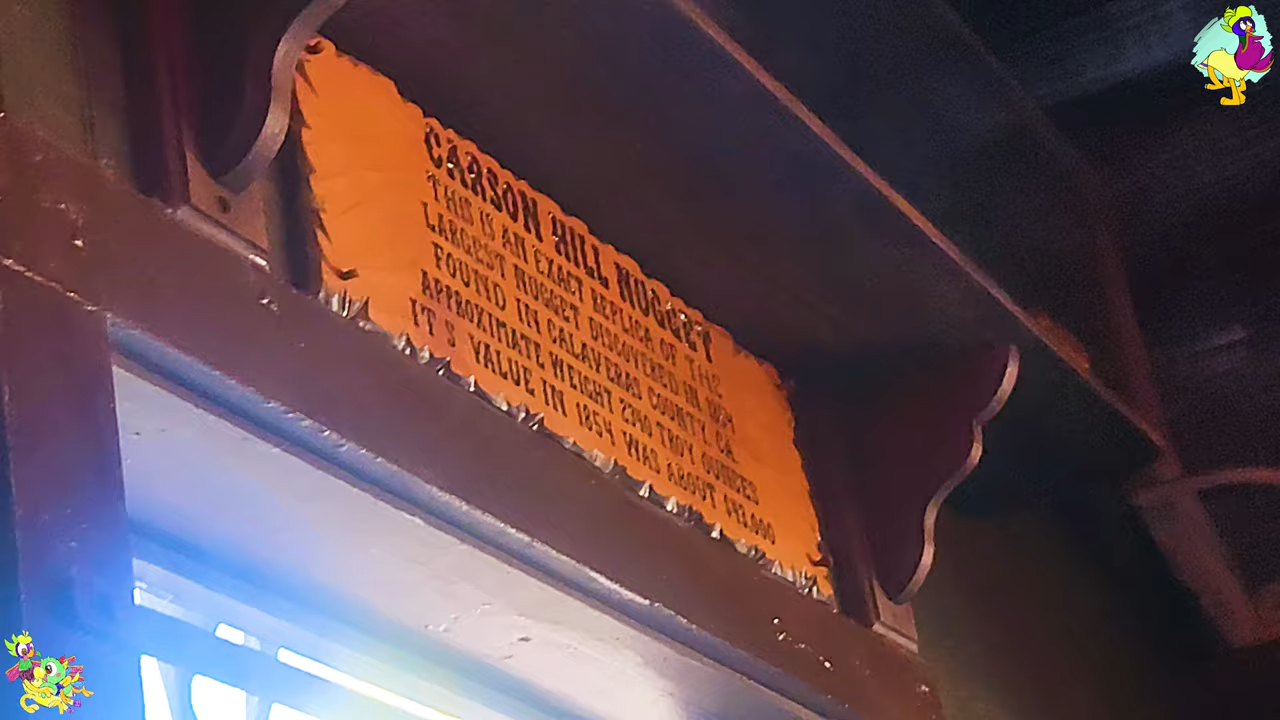 CARSON HILL NUGGET
THIS IS AN EXACT REPLICA OF THE
LARGEST NUGGET DISCOVERED IN 1854
FOUND IN CALAVERAS COUNTY, CA
APPROXIMATE WEIGHT 2340 TROY OUNCES
IT S VALUE IN 1854 WAS ABOUT $43,000